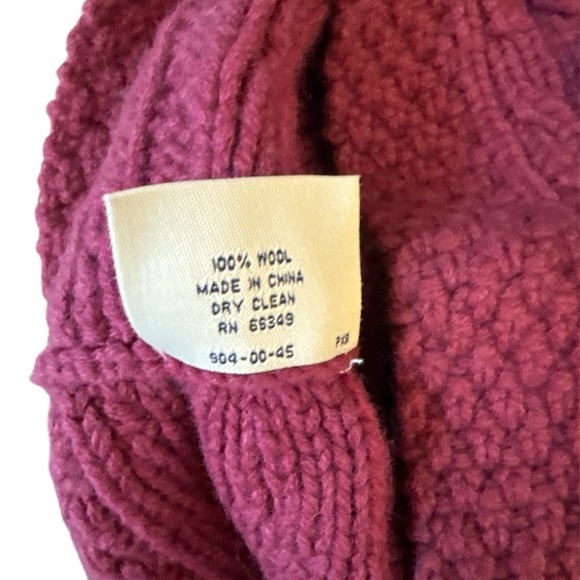 100% WOOL
MADE IN CHINA
DRY CLEAN
RN 66349
904-00-45